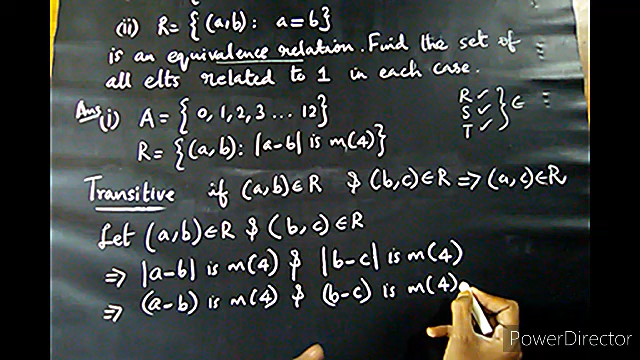 (ii) R = { (a,b) : a = b }
is an equivalence relation. Find the set of
all elts related to 1 in each case.
Ans (i) A = { 0, 1, 2, 3 ... 12 }
R ✓
S ✓ } ∈
T ✓
R = { (a,b) : |a-b| is m(4) }
Transitive if (a,b) ∈ R & (b,c) ∈ R ⇒ (a,c) ∈ R
Let (a,b) ∈ R & (b,c) ∈ R
⇒ |a-b| is m(4) & |b-c| is m(4)
⇒ (a-b) is m(4) & (b-c) is m(4)
PowerDirector